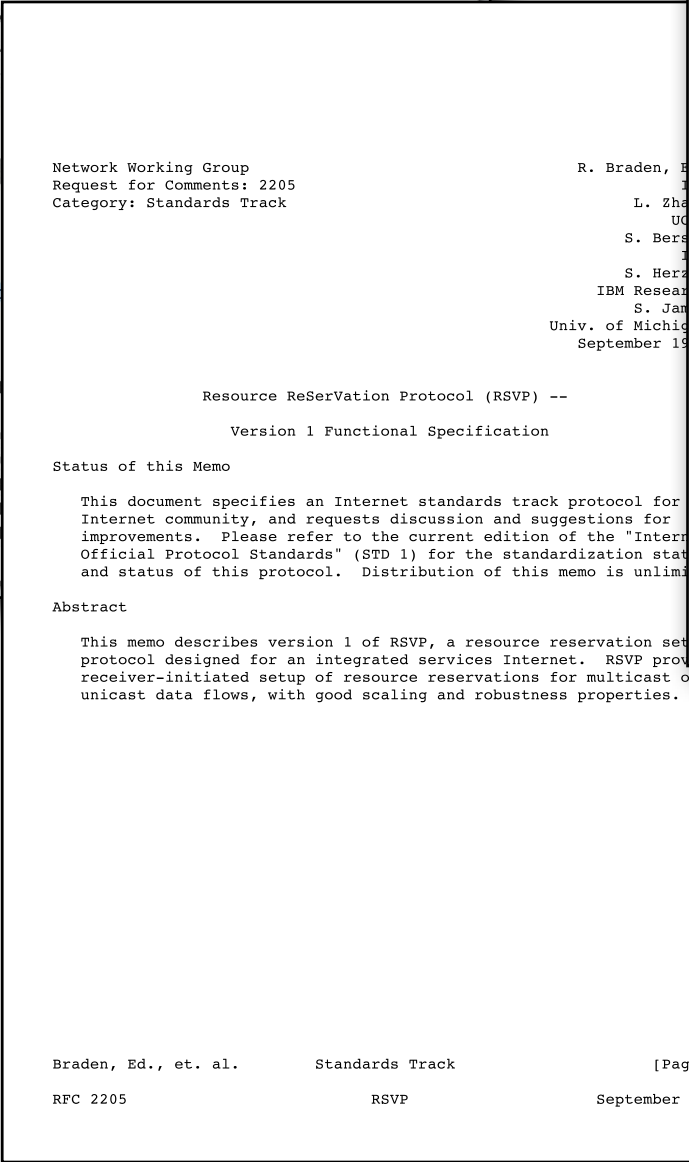 Network Working Group R. Braden,
Request for Comments: 2205
Category: Standards Track L.
S.
S.
IBM
S.
Univ. of
September
Resource ReSerVation Protocol (RSVP) --
Version 1 Functional Specification
Status of this Memo
This document specifies an Internet standards track protocol for
Internet community, and requests discussion and suggestions for
improvements. Please refer to the current edition of the
Official Protocol Standards" (STD 1) for the standardization
and status of this protocol. Distribution of this memo is
Abstract
This memo describes version 1 of RSVP, a resource reservation
protocol designed for an integrated services Internet. RSVP
receiver-initiated setup of resource reservations for multicast
unicast data flows, with good scaling and robustness properties.
Braden, Ed., et. al. Standards Track
RFC 2205 RSVP September